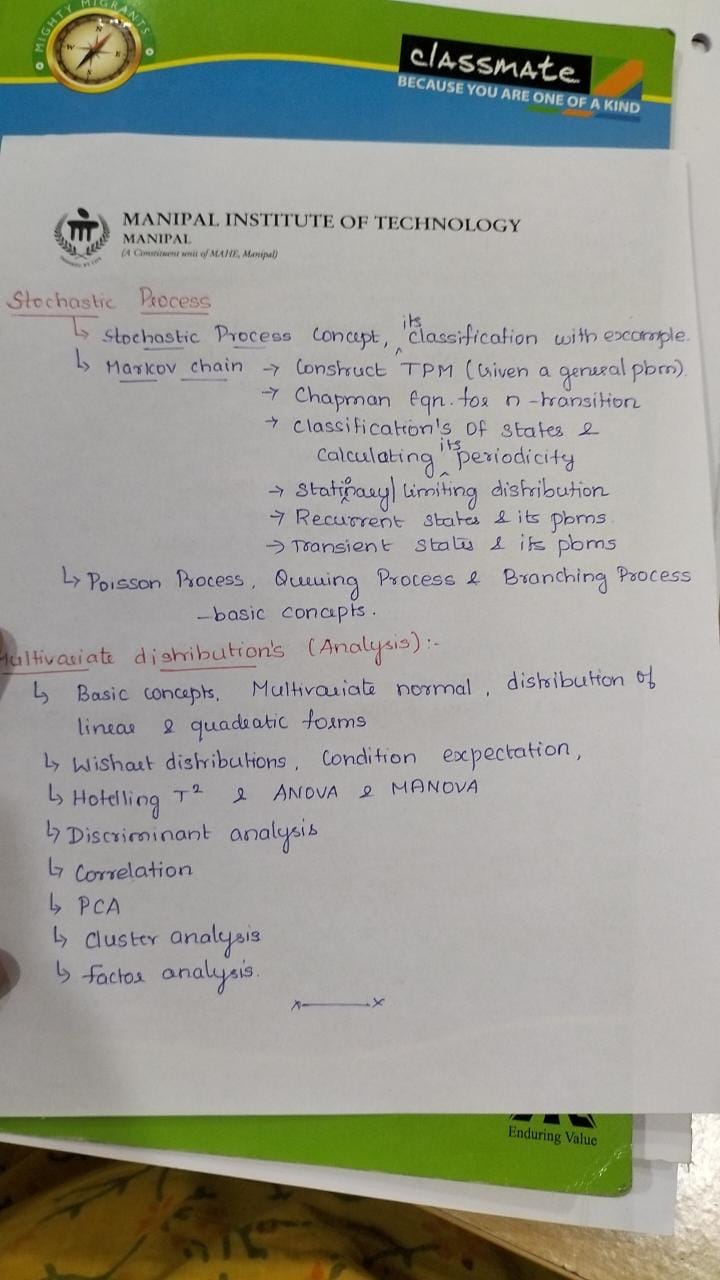 MIGHTY MIGRANTS
N
W E
S
classmate
BECAUSE YOU ARE ONE OF A KIND
MANIPAL INSTITUTE OF TECHNOLOGY
MANIPAL
(A Constituent unit of MAHE, Manipal)
Stochastic Process
↳ Stochastic Process concept, its classification with example.
↳ Markov chain → Construct TPM (Given a general pbm).
→ Chapman Eqn. for n-transition
→ Classification's of states & 
calculating its periodicity
→ Stationary/limiting distribution
→ Recurrent states & its pbms
→ Transient states & its pbms
↳ Poisson Process, Queuing Process & Branching Process
- basic concepts.
Multivariate distribution's (Analysis):-
↳ Basic concepts, Multivariate normal, distribution of
linear & quadratic forms
↳ Wishart distributions, Condition expectation,
↳ Hotelling T² & ANOVA & MANOVA
↳ Discriminant analysis
↳ Correlation
↳ PCA
↳ Cluster analysis
↳ factor analysis.
x———x
Enduring Value